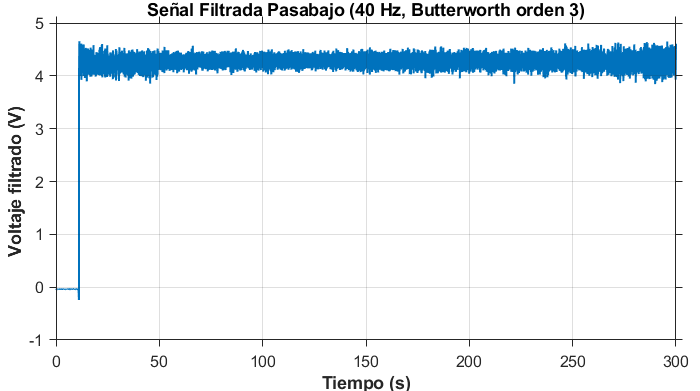 Señal Filtrada Pasabajo (40 Hz, Butterworth orden 3)
5
4
3
2
1
0
-1
Voltaje filtrado (V)
0 50 100 150 200 250 300
Tiempo (s)